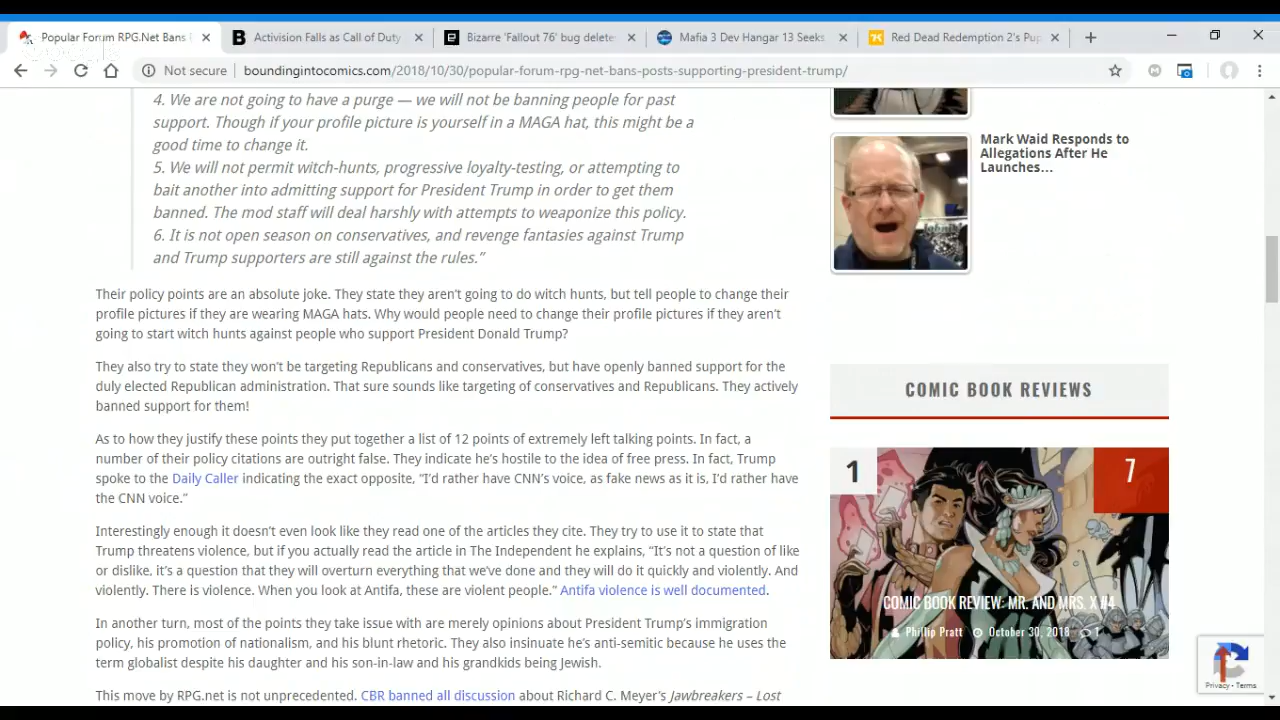 Popular Forum RPG.Net Bans
Activision Falls as Call of Duty
Bizarre 'Fallout 76' bug delete
Mafia 3 Dev Hangar 13 Seeks
Red Dead Redemption 2's Pup
Not secure
boundingintocomics.com/2018/10/30/popular-forum-rpg-net-bans-posts-supporting-president-trump/
4. We are not going to have a purge — we will not be banning people for past
support. Though if your profile picture is yourself in a MAGA hat, this might be a
good time to change it.
5. We will not permit witch-hunts, progressive loyalty-testing, or attempting to
bait another into admitting support for President Trump in order to get them
banned. The mod staff will deal harshly with attempts to weaponize this policy.
6. It is not open season on conservatives, and revenge fantasies against Trump
and Trump supporters are still against the rules.”
Their policy points are an absolute joke. They state they aren't going to do witch hunts, but tell people to change their
profile pictures if they are wearing MAGA hats. Why would people need to change their profile pictures if they aren't
going to start witch hunts against people who support President Donald Trump?
They also try to state they won't be targeting Republicans and conservatives, but have openly banned support for the
duly elected Republican administration. That sure sounds like targeting of conservatives and Republicans. They actively
banned support for them!
As to how they justify these points they put together a list of 12 points of extremely left talking points. In fact, a
number of their policy citations are outright false. They indicate he's hostile to the idea of free press. In fact, Trump
spoke to the Daily Caller indicating the exact opposite, “I'd rather have CNN's voice, as fake news as it is, I'd rather have
the CNN voice.”
Interestingly enough it doesn't even look like they read one of the articles they cite. They try to use it to state that
Trump threatens violence, but if you actually read the article in The Independent he explains, “It's not a question of like
or dislike, it's a question that they will overturn everything that we've done and they will do it quickly and violently. And
violently. There is violence. When you look at Antifa, these are violent people.” Antifa violence is well documented.
In another turn, most of the points they take issue with are merely opinions about President Trump's immigration
policy, his promotion of nationalism, and his blunt rhetoric. They also insinuate he's anti-semitic because he uses the
term globalist despite his daughter and his son-in-law and his grandkids being Jewish.
This move by RPG.net is not unprecedented. CBR banned all discussion about Richard C. Meyer's Jawbreakers – Lost
Mark Waid Responds to
Allegations After He
Launches…
COMIC BOOK REVIEWS
1
7
COMIC BOOK REVIEW: MR. AND MRS. X #4
Phillip Pratt October 30, 2018 1
Privacy - Terms